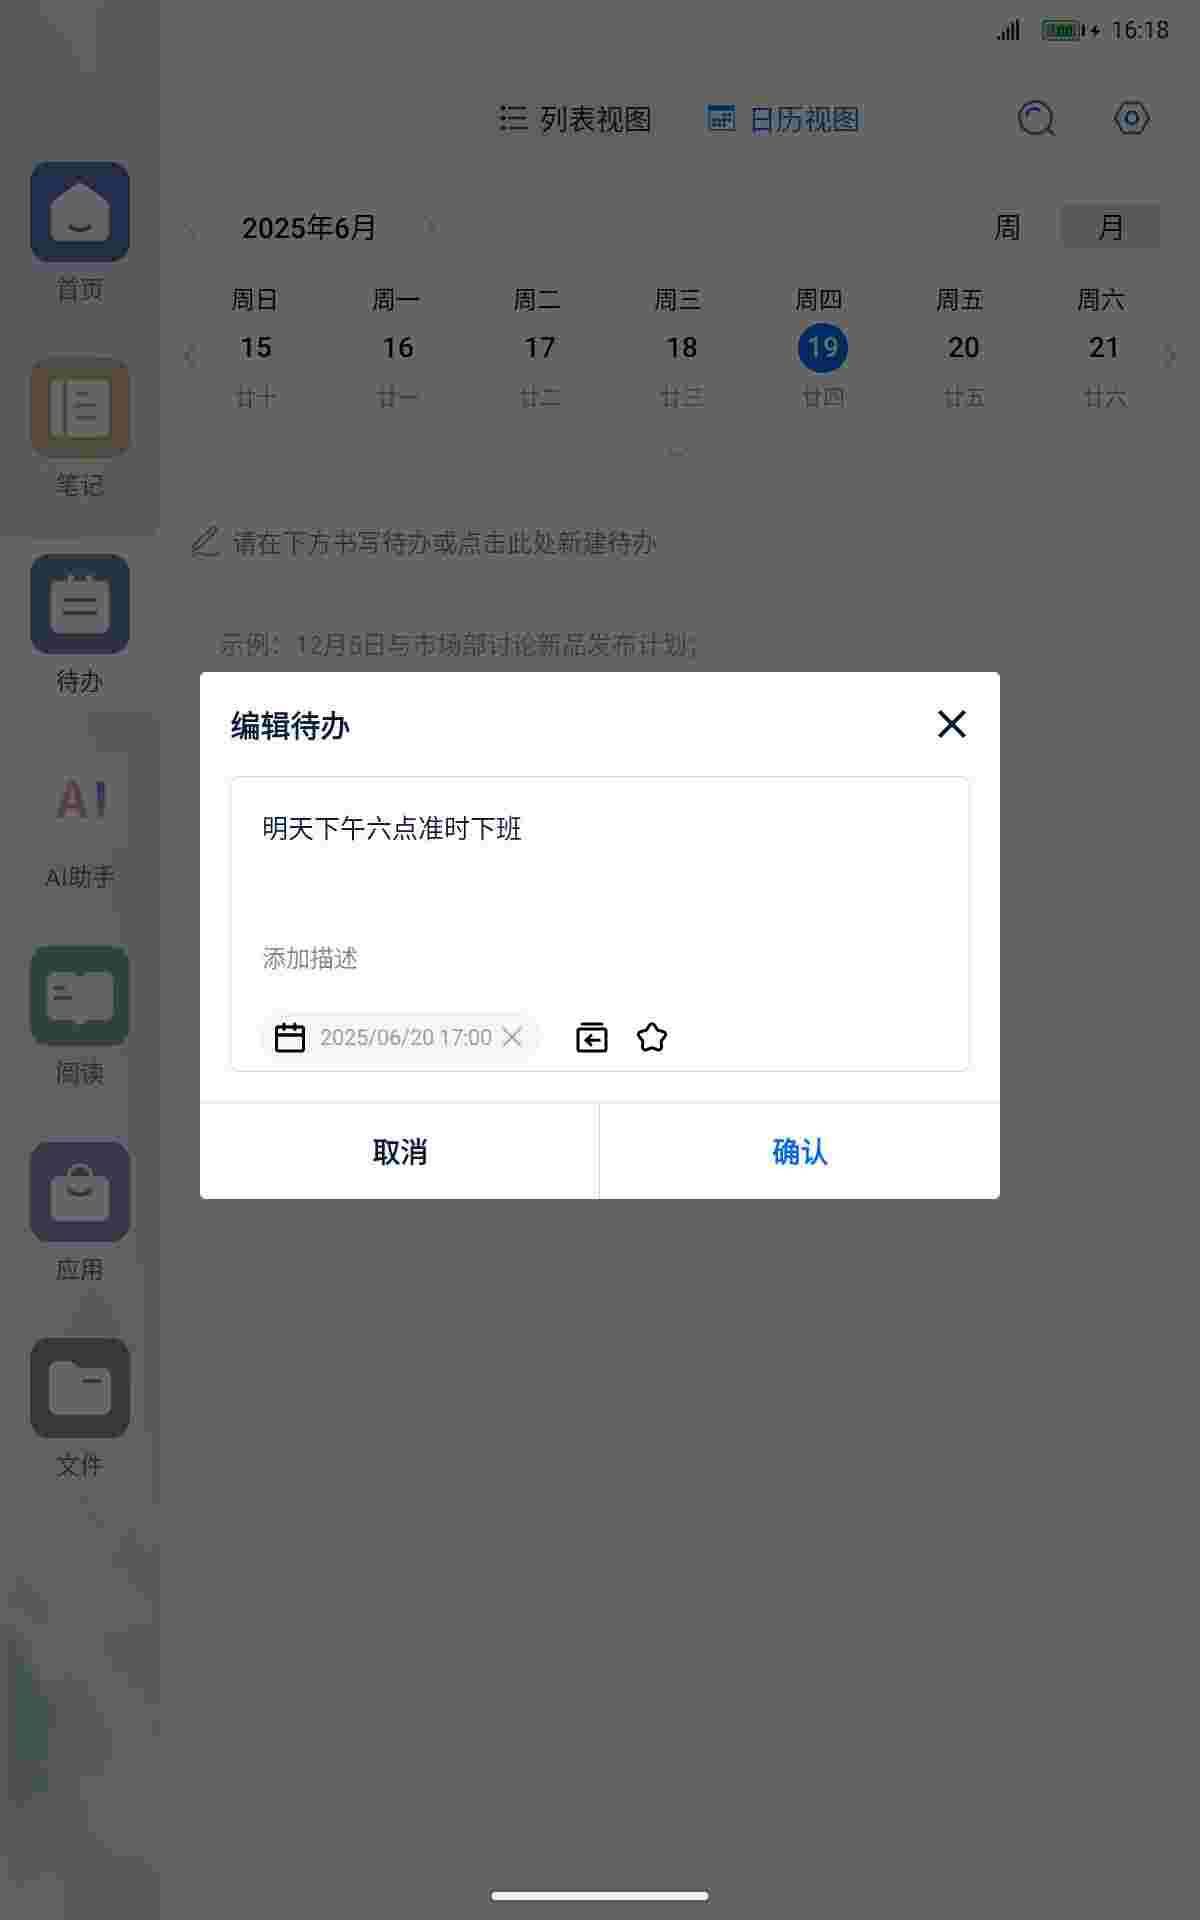 16:18
列表视图
日历视图
2025年6月
周
月
周日 周一 周二 周三 周四 周五 周六
15 16 17 18 19 20 21
廿十 廿一 廿二 廿三 廿四 廿五 廿六
请在下方书写待办或点击此处新建待办
示例：12月6日与市场部讨论新品发布计划；
首页
笔记
待办
AI
AI助手
阅读
应用
文件
编辑待办
明天下午六点准时下班
添加描述
2025/06/20 17:00
取消
确认